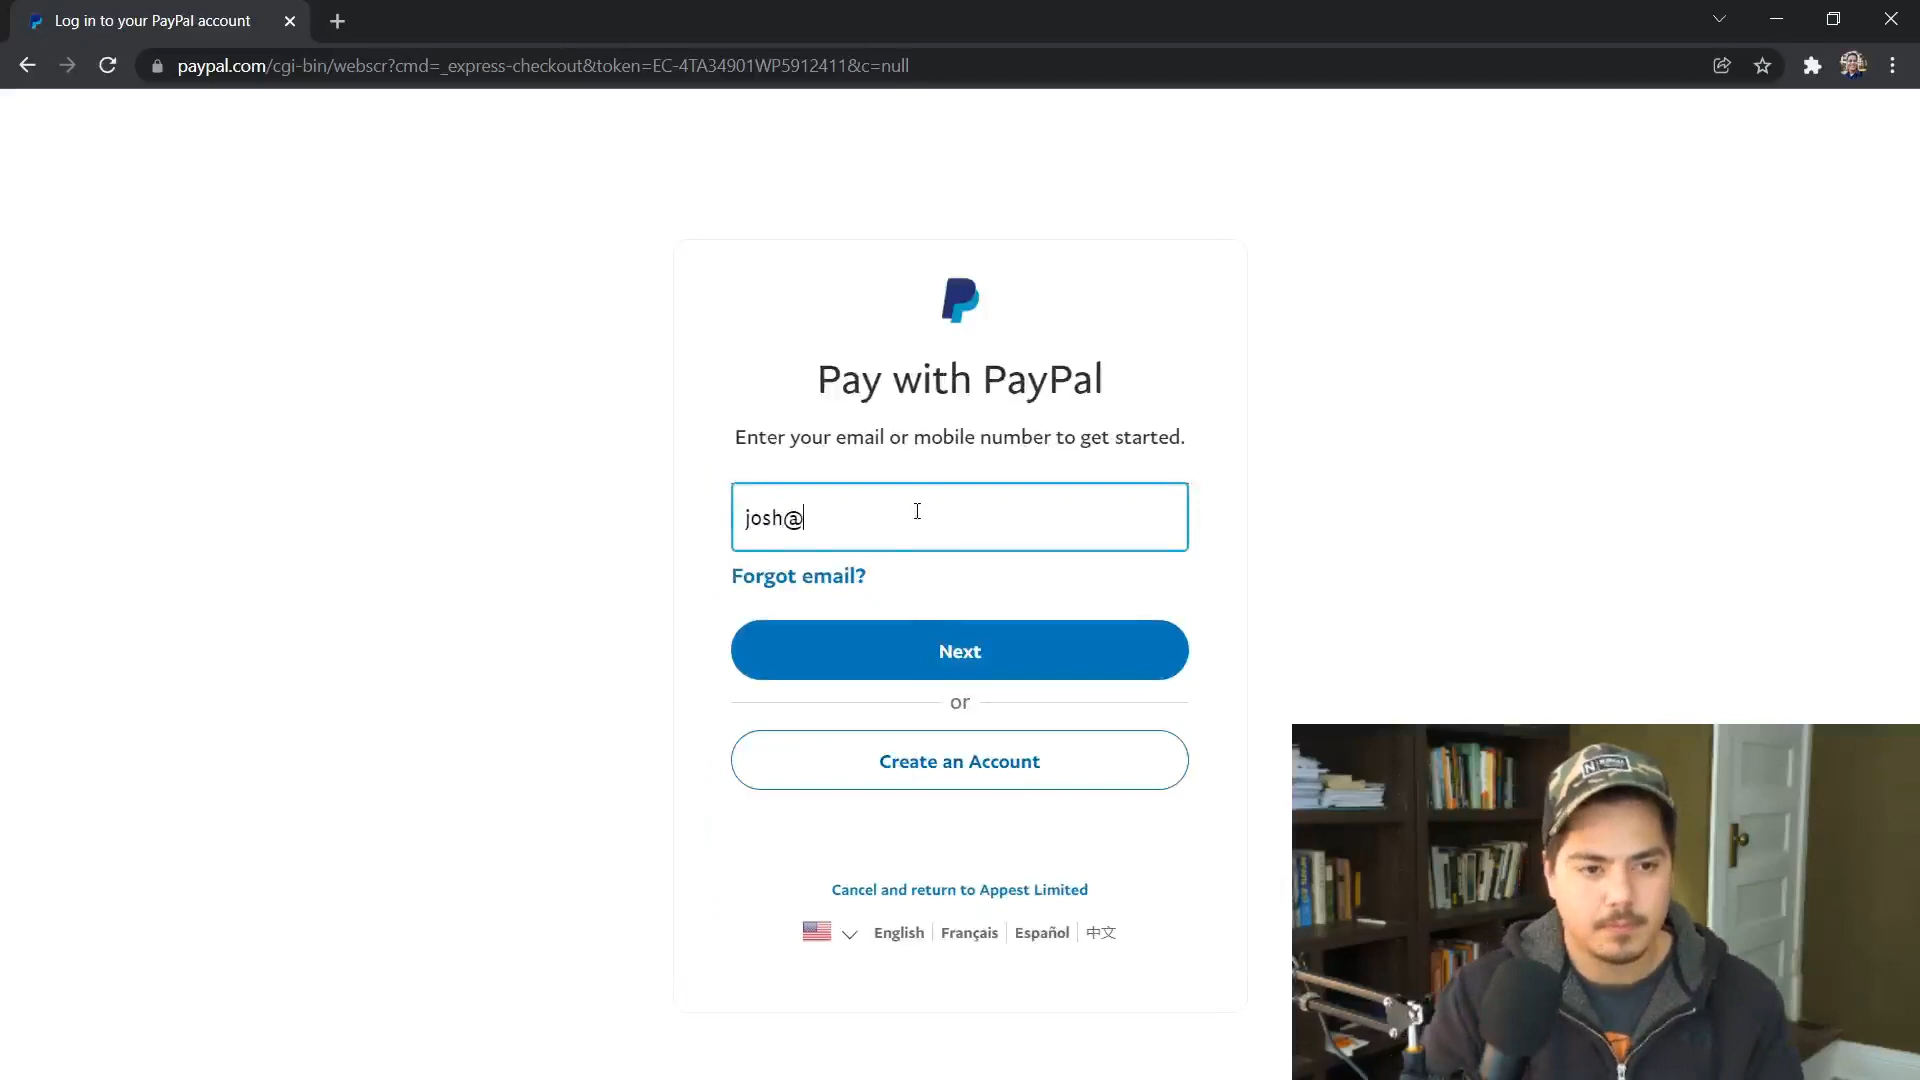 Log in to your PayPal account
paypal.com/cgi-bin/webscr?cmd=_express-checkout&token=EC-4TA34901WP5912411&c=null
Pay with PayPal
Enter your email or mobile number to get started.
josh@
Forgot email?
Next
or
Create an Account
Cancel and return to Appest Limited
English Français Español 中文